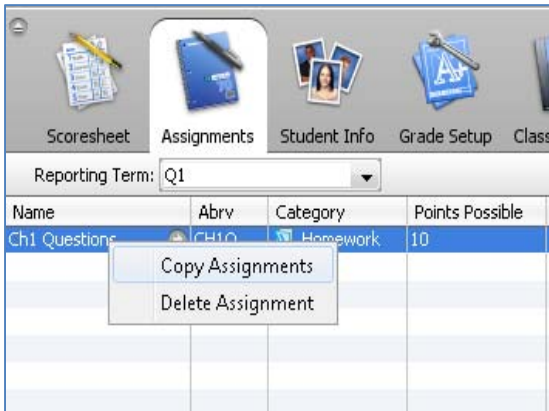 Scoresheet Assignments Student Info Grade Setup Class
Reporting Term: Q1
Name Abrv Category Points Possible
Ch1 Questions CH1Q Homework 10
Copy Assignments
Delete Assignment